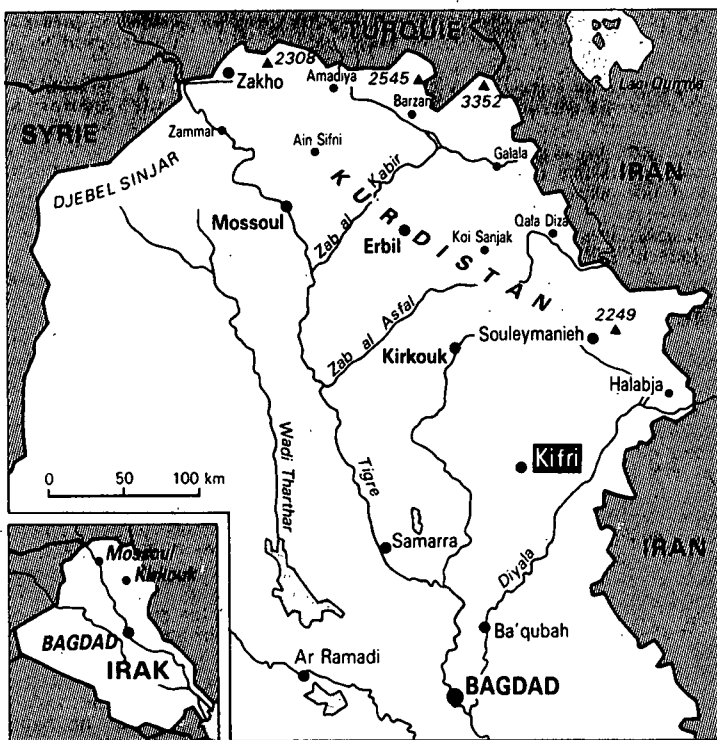 TURQUIE
2308
Zakho
Amadiya
2545
3352
Barzan
Lac Ourmia
SYRIE
Zammar
Ain Sifni
Galala
IRAN
DJEBEL SINJAR
KURDISTAN
Zab al Kabir
Mossoul
Erbil
Koi Sanjak
Qala Diza
Zab al Asfal
Kirkouk
Souleymanieh
2249
Halabja
Kifri
0 50 100 km
Wadi Tharthar
Tigre
Samarra
Diyala
IRAN
Ba'qubah
Ar Ramadi
BAGDAD
Mossoul
Kirkouk
BAGDAD
IRAK